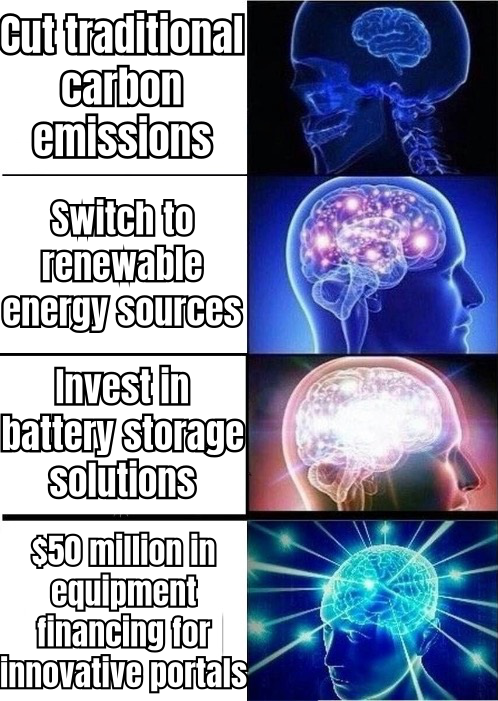 Cut traditional
carbon
emissions
Switch to
renewable
energy sources
Invest in
battery storage
solutions
$50 million in
equipment
financing for
innovative portals